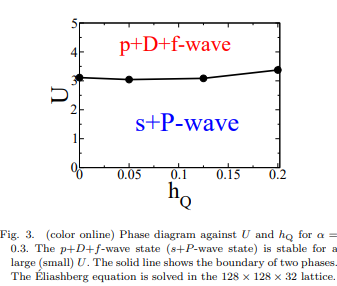 5
p+D+f-wave
4
3
U
2
s+P-wave
1
0
0 0.05 0.1 0.15 0.2
h_Q
Fig. 3. (color online) Phase diagram against U and h_Q for α =
0.3. The p+D+f-wave state (s+P-wave state) is stable for a
large (small) U. The solid line shows the boundary of two phases.
The Éliashberg equation is solved in the 128 × 128 × 32 lattice.